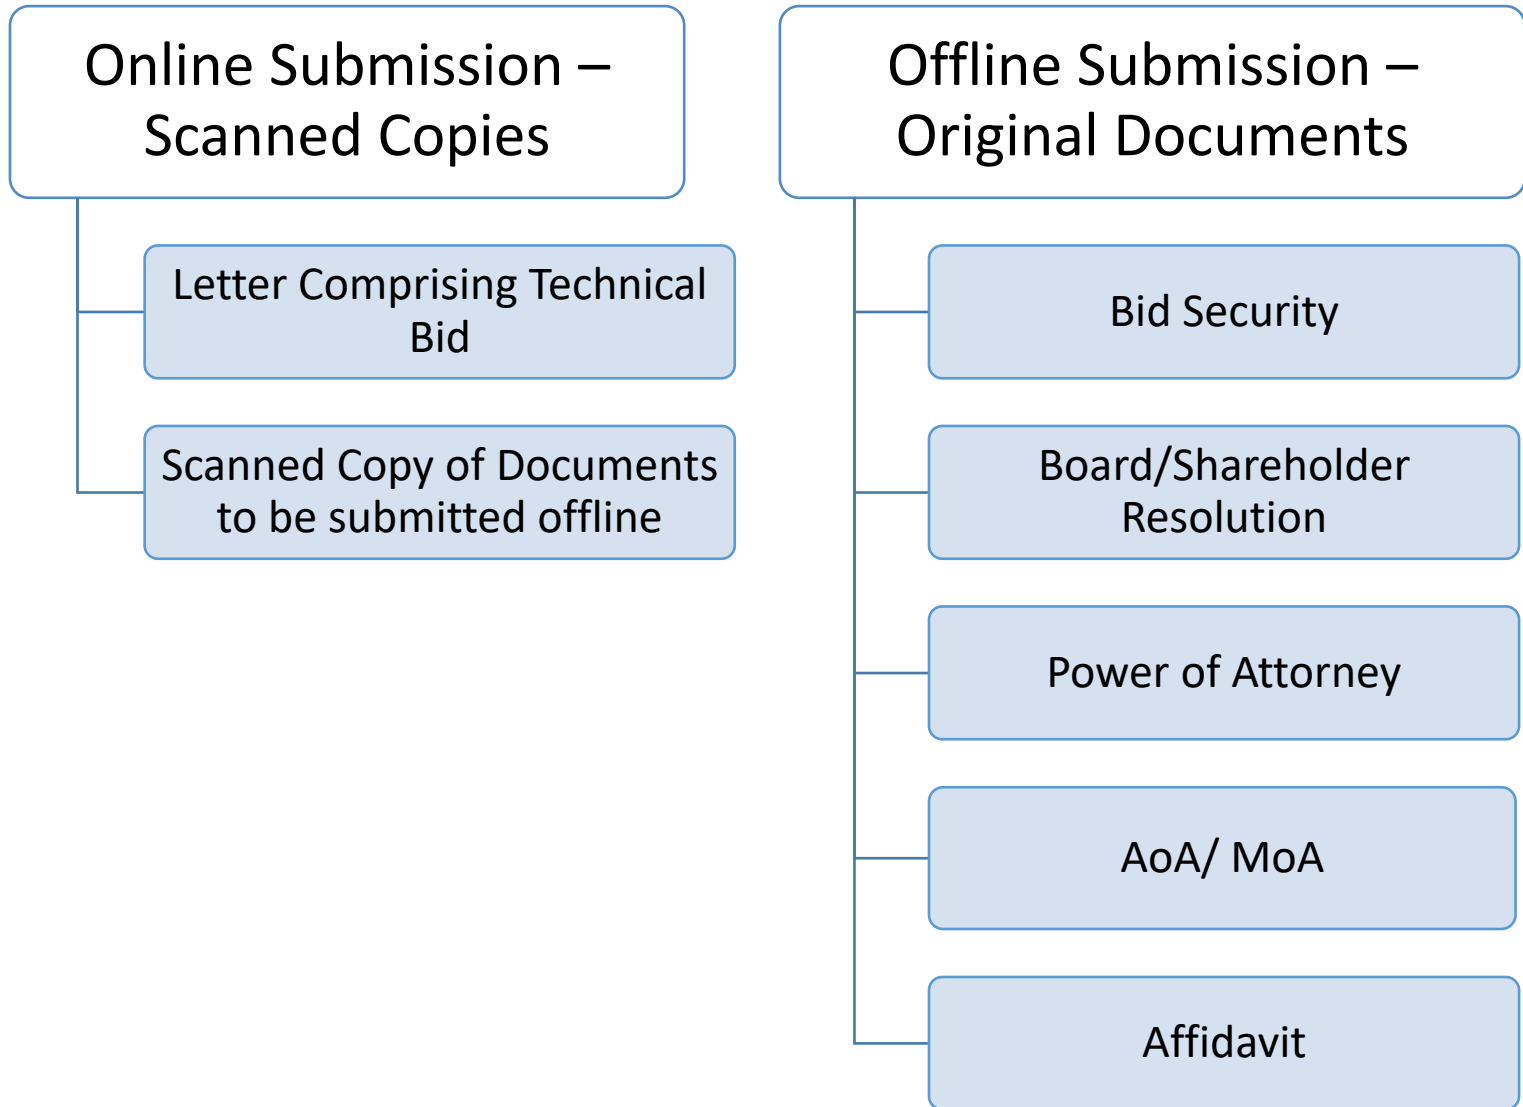 Online Submission –
Scanned Copies
Letter Comprising Technical
Bid
Scanned Copy of Documents
to be submitted offline
Offline Submission –
Original Documents
Bid Security
Board/Shareholder
Resolution
Power of Attorney
AoA/ MoA
Affidavit